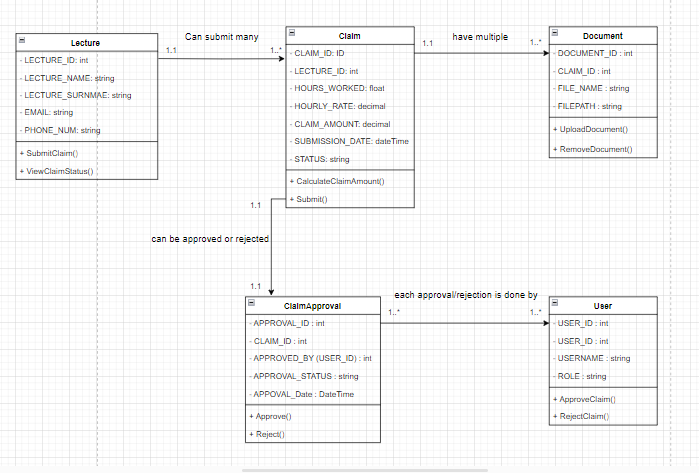 Lecture
- LECTURE_ID: int
- LECTURE_NAME: string
- LECTURE_SURNMAE: string
- EMAIL: string
- PHONE_NUM: string
+ SubmitClaim()
+ ViewClaimStatus()
Can submit many
1.1
1..*
Claim
- CLAIM_ID: ID
- LECTURE_ID: int
- HOURS_WORKED: float
- HOURLY_RATE: decimal
- CLAIM_AMOUNT: decimal
- SUBMISSION_DATE: dateTime
- STATUS: string
+ CalculateClaimAmount()
+ Submit()
have multiple
1.1
1..*
Document
- DOCUMENT_ID : int
- CLAIM_ID : int
- FILE_NAME : string
- FILEPATH : string
+ UploadDocument()
+ RemoveDocument()
1.1
can be approved or rejected
1.1
ClaimApproval
- APPROVAL_ID : int
- CLAIM_ID : int
- APPROVED_BY (USER_ID) : int
- APPROVAL_STATUS : string
- APPOVAL_Date : DateTime
+ Approve()
+ Reject()
each approval/rejection is done by
1..*
1..*
User
- USER_ID : int
- USER_ID : int
- USERNAME : string
- ROLE : string
+ ApproveClaim()
+ RejectClaim()